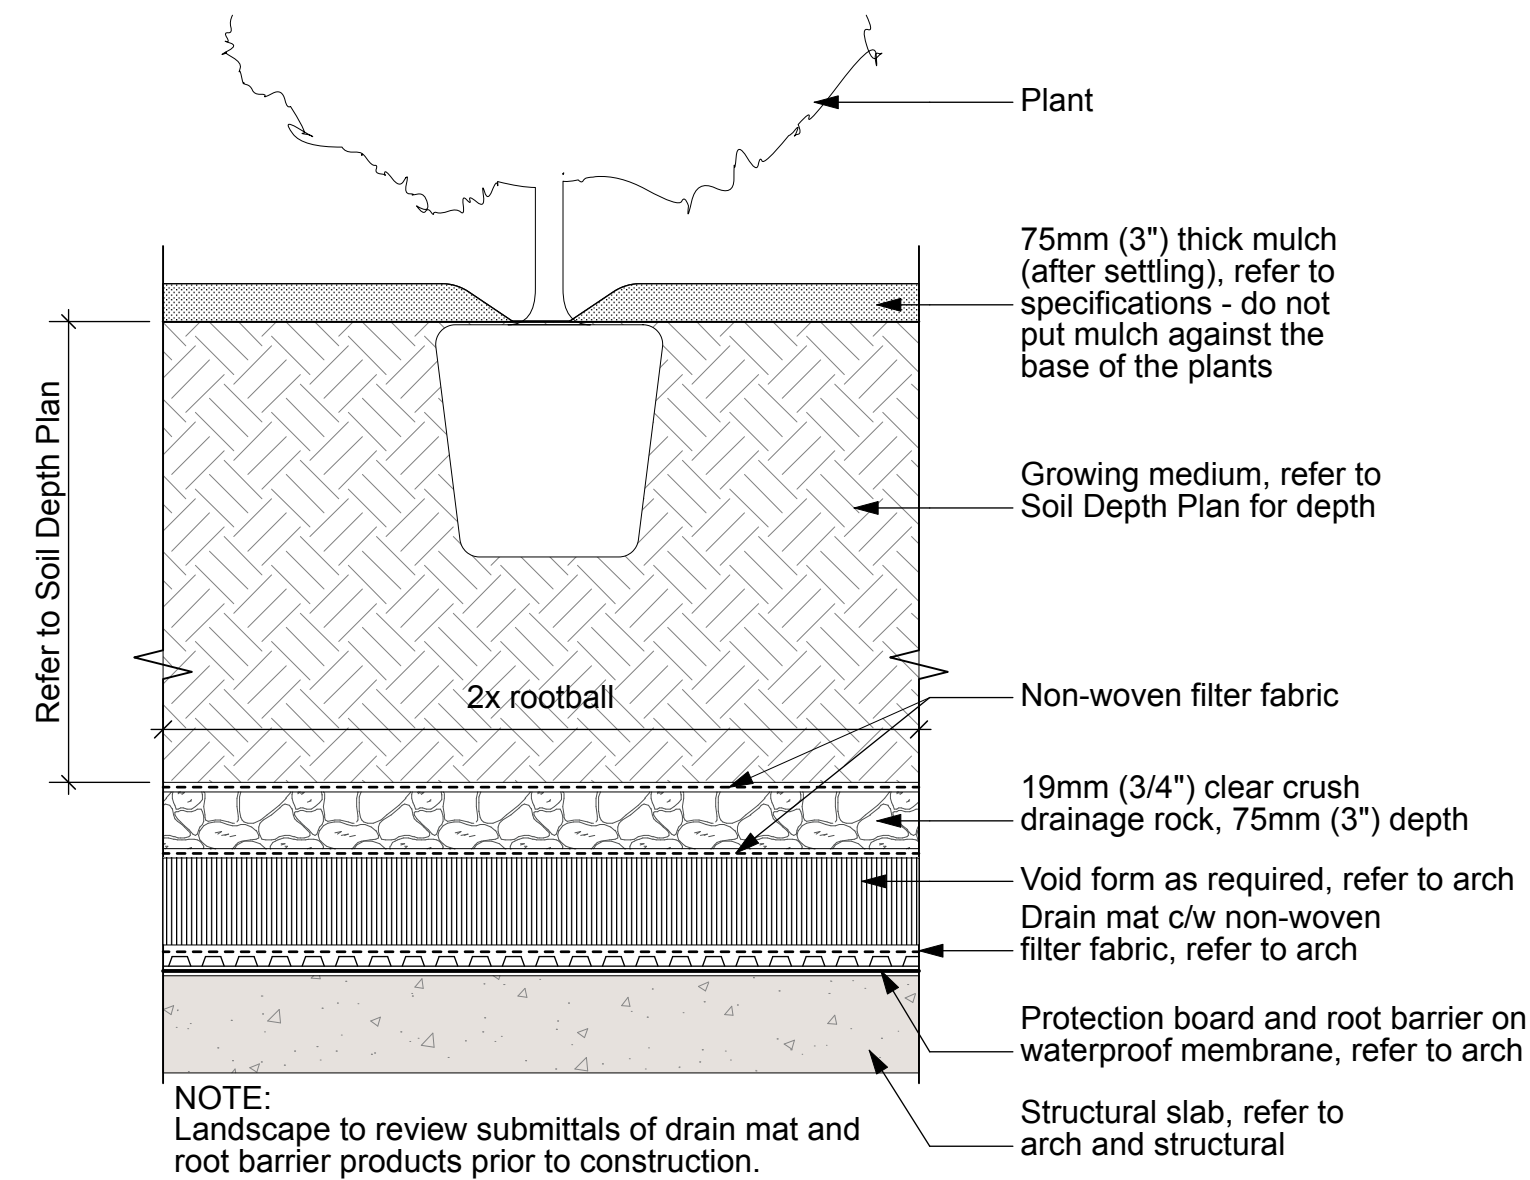 Plant
75mm (3") thick mulch
(after settling), refer to
specifications - do not
put mulch against the
base of the plants
Refer to Soil Depth Plan
Growing medium, refer to
Soil Depth Plan for depth
2x rootball
Non-woven filter fabric
19mm (3/4") clear crush
drainage rock, 75mm (3") depth
Void form as required, refer to arch
Drain mat c/w non-woven
filter fabric, refer to arch
Protection board and root barrier on
waterproof membrane, refer to arch
Structural slab, refer to
arch and structural
NOTE:
Landscape to review submittals of drain mat and
root barrier products prior to construction.